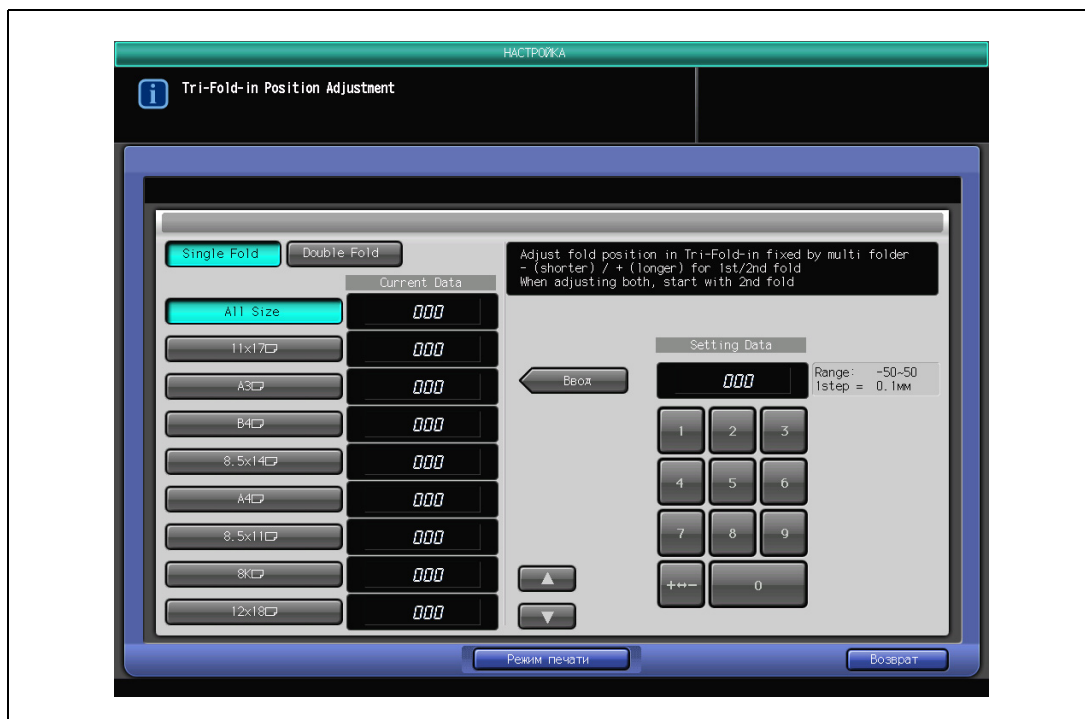 НАСТРОЙКА
Tri-Fold-in Position Adjustment
Single Fold
Double Fold
Adjust fold position in Tri-Fold-in fixed by multi folder
- (shorter) / + (longer) for 1st/2nd fold
When adjusting both, start with 2nd fold
Current Data
All Size 000
11x17 000
A3 000
B4 000
8.5x14 000
A4 000
8.5x11 000
8K 000
12x18 000
Setting Data
Ввод
000
Range: -50~50
1step = 0.1мм
1 2 3
4 5 6
7 8 9
+↔- 0
▲
▼
Режим печати
Возврат